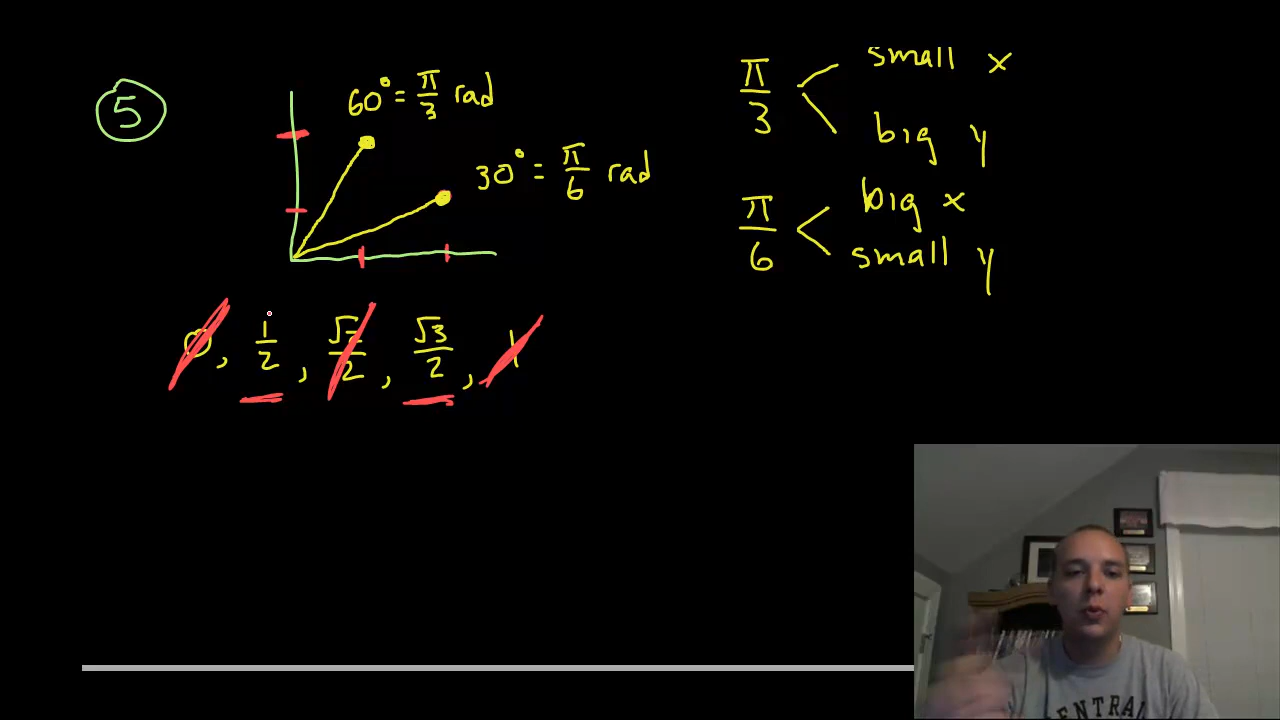 5
60° = π/3 rad
30° = π/6 rad
0, 1/2, √2/2, √3/2, 1
π/3 < small x
big y
π/6 < big x
small y
ENTRAL